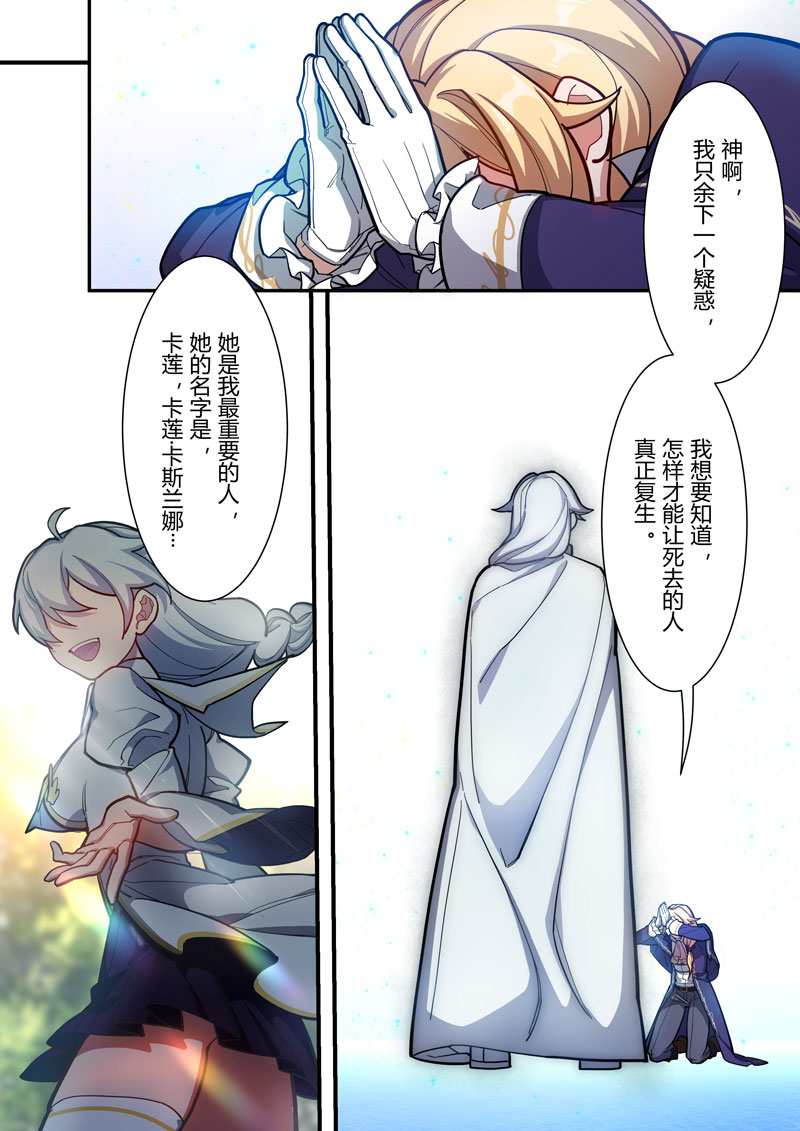 神啊，
我只余下一个疑惑，
我想要知道，
怎样才能让死去的人
真正复生。
她是我最重要的人，
她的名字是，
卡莲，卡莲·卡斯兰娜…